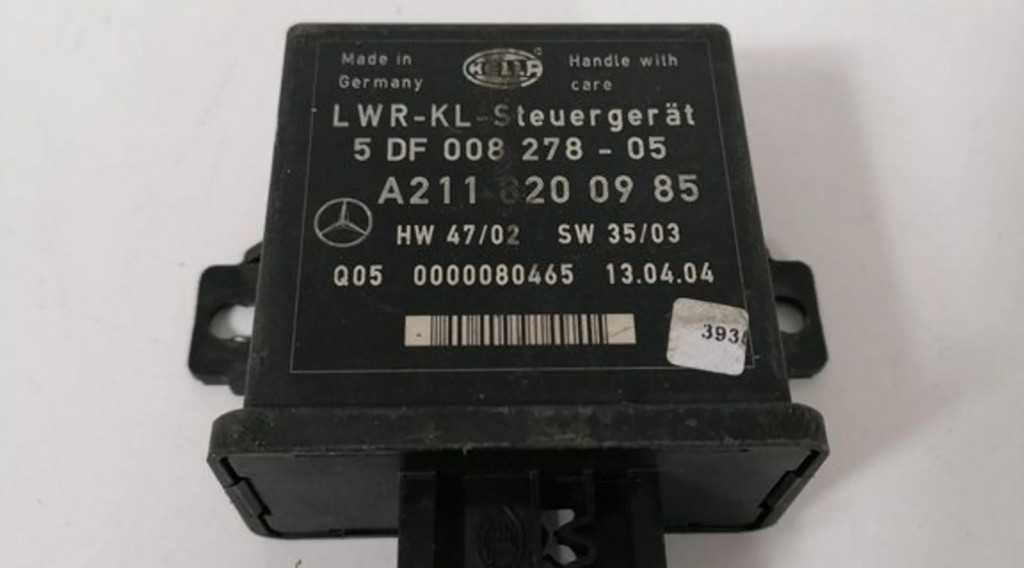 Made in HELLA Handle with
Germany care
LWR-KL-Steuergerät
5 DF 008 278 - 05
A211 820 09 85
HW 47/02 SW 35/03
Q05 0000080465 13.04.04